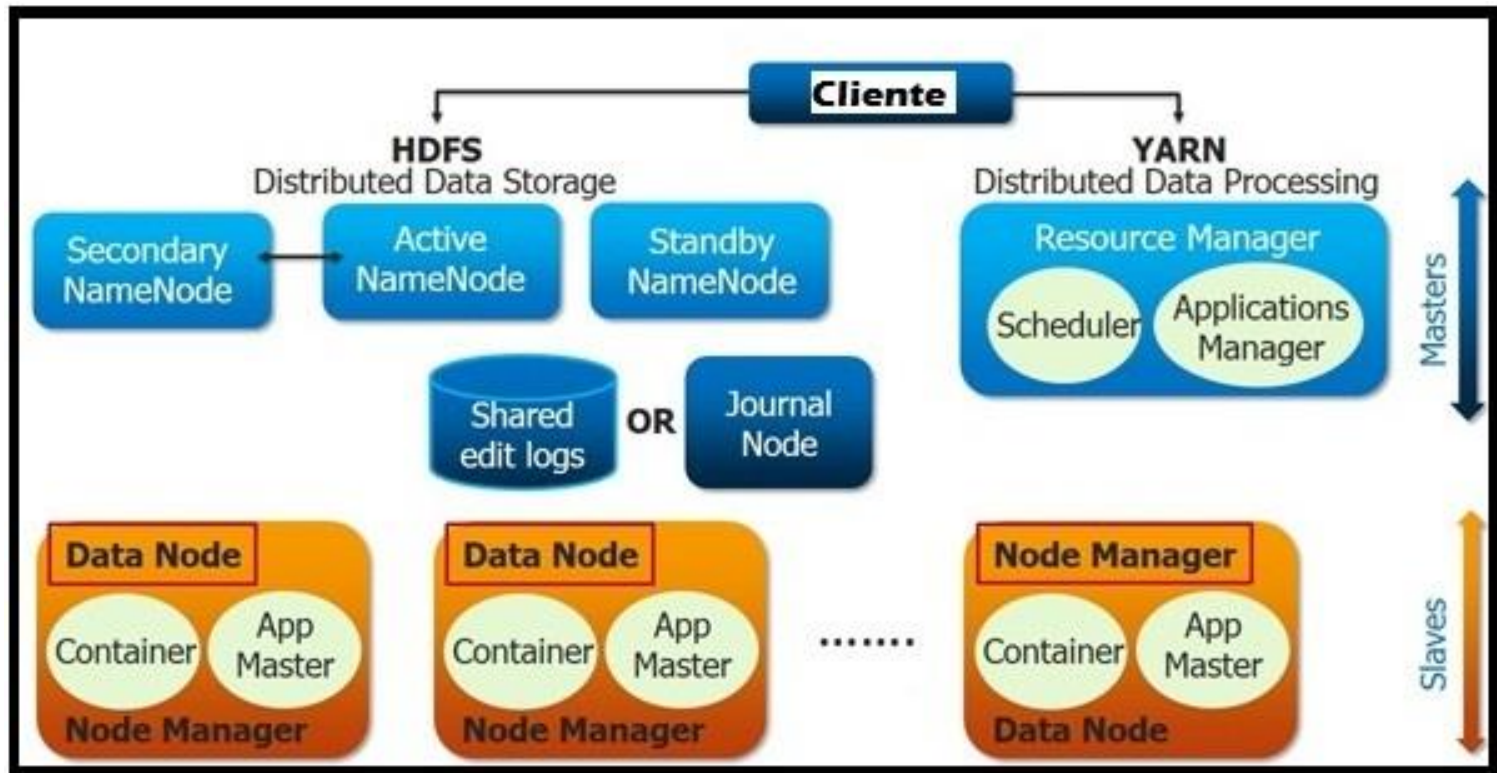 Cliente
HDFS
Distributed Data Storage
YARN
Distributed Data Processing
Secondary
NameNode
Active
NameNode
Standby
NameNode
Resource Manager
Scheduler
Applications
Manager
Masters
Shared
edit logs
OR
Journal
Node
Data Node
Container
App
Master
Node Manager
Data Node
Container
App
Master
Node Manager
.......
Node Manager
Container
App
Master
Data Node
Slaves